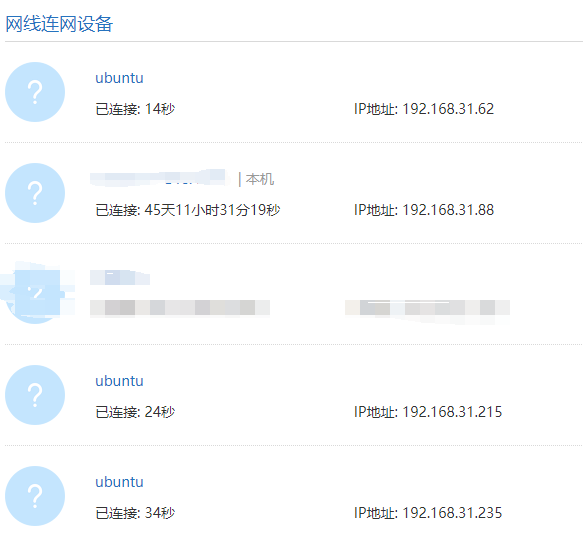 网线连网设备
ubuntu
已连接: 14秒 IP地址: 192.168.31.62
| 本机
已连接: 45天11小时31分19秒 IP地址: 192.168.31.88
ubuntu
已连接: 24秒 IP地址: 192.168.31.215
ubuntu
已连接: 34秒 IP地址: 192.168.31.235